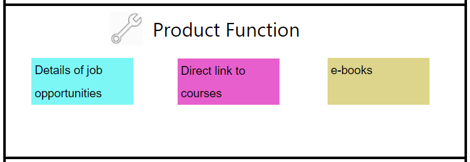 Product Function
Details of job
opportunities
Direct link to
courses
e-books